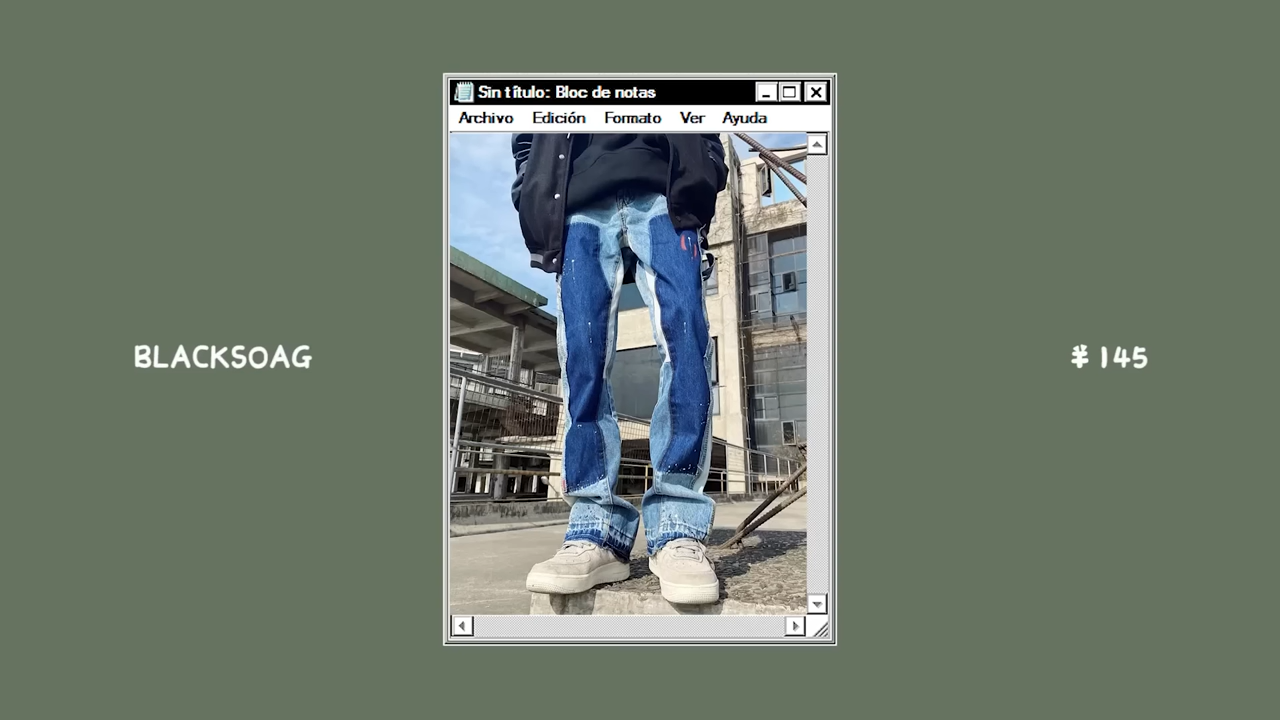 Sin título: Bloc de notas
Archivo Edición Formato Ver Ayuda
BLACKSOAG
¥ 145